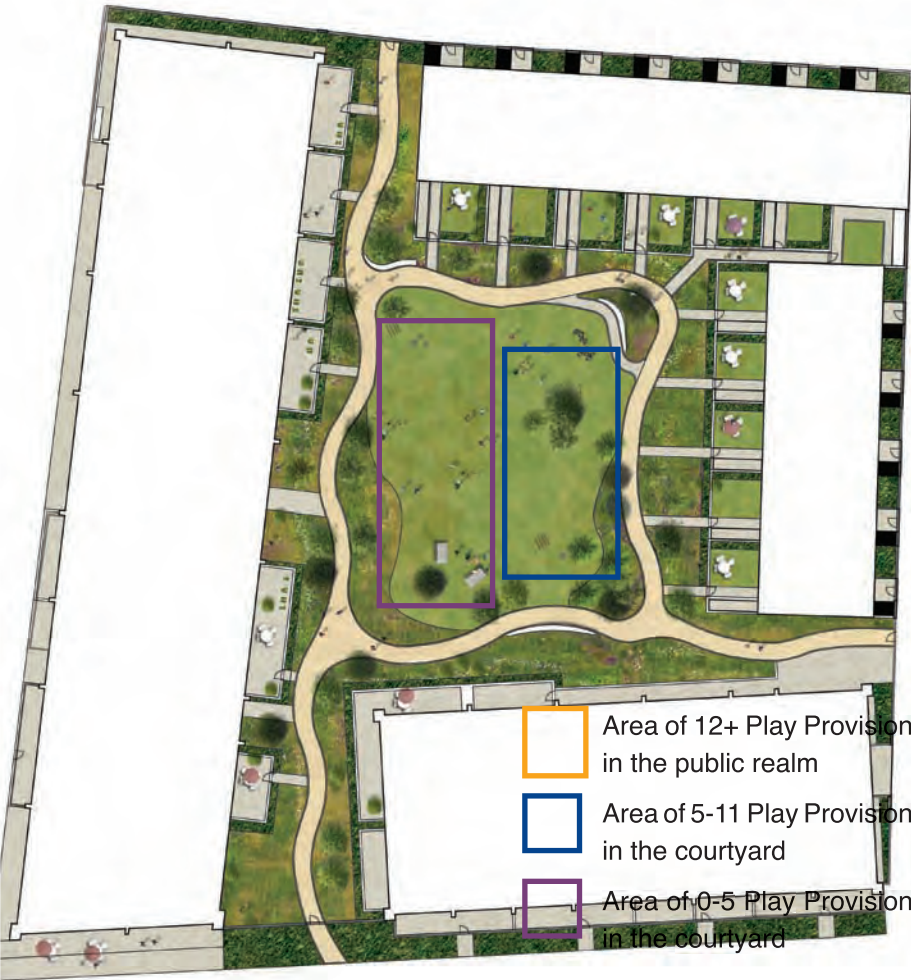 Area of 12+ Play Provision
in the public realm
Area of 5-11 Play Provision
in the courtyard
Area of 0-5 Play Provision
in the courtyard